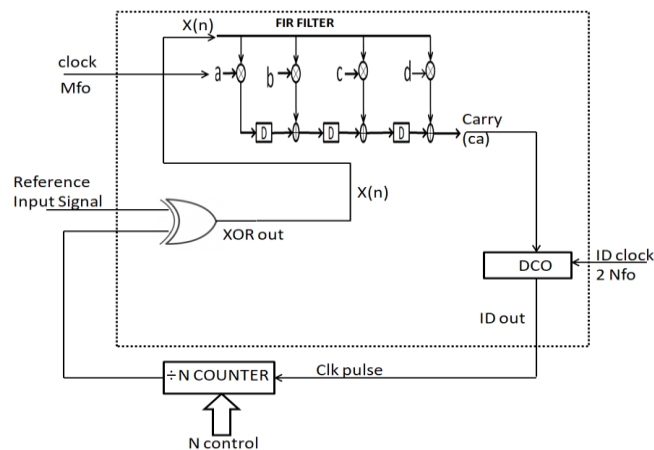 X(n)
FIR FILTER
clock
Mfo
a
b
c
d
D
D
D
Carry
(ca)
Reference
Input Signal
X(n)
XOR out
DCO
ID clock
2 Nfo
ID out
÷N COUNTER
Clk pulse
N control